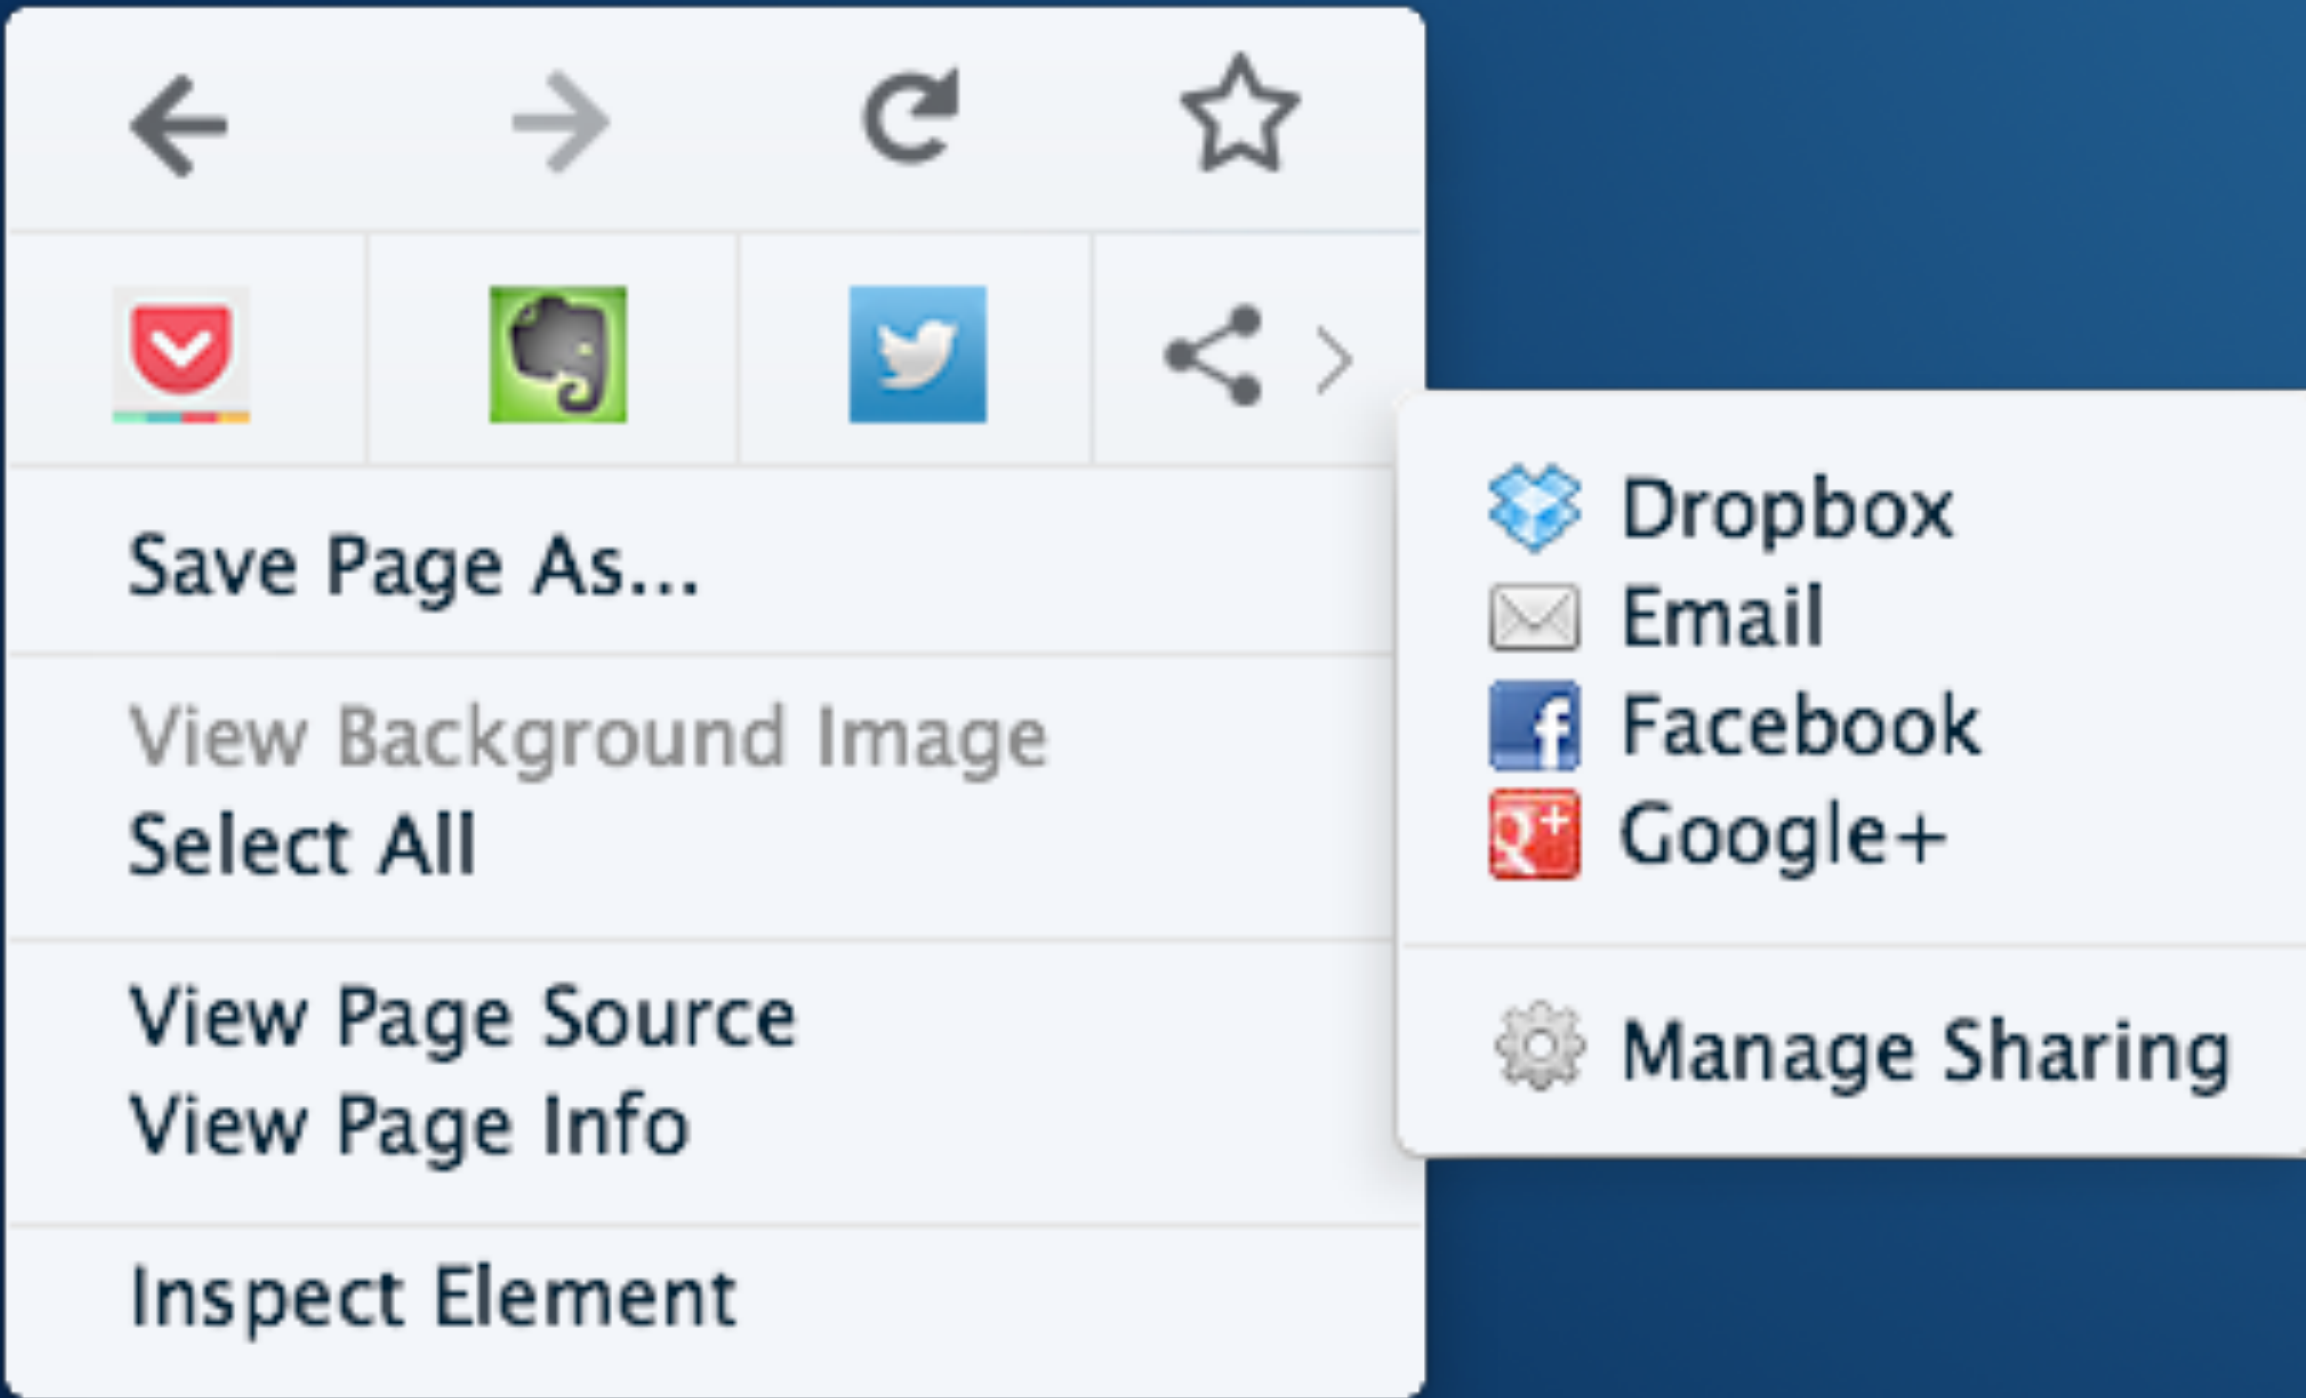 Save Page As...
View Background Image
Select All
View Page Source
View Page Info
Inspect Element
Dropbox
Email
Facebook
Google+
Manage Sharing